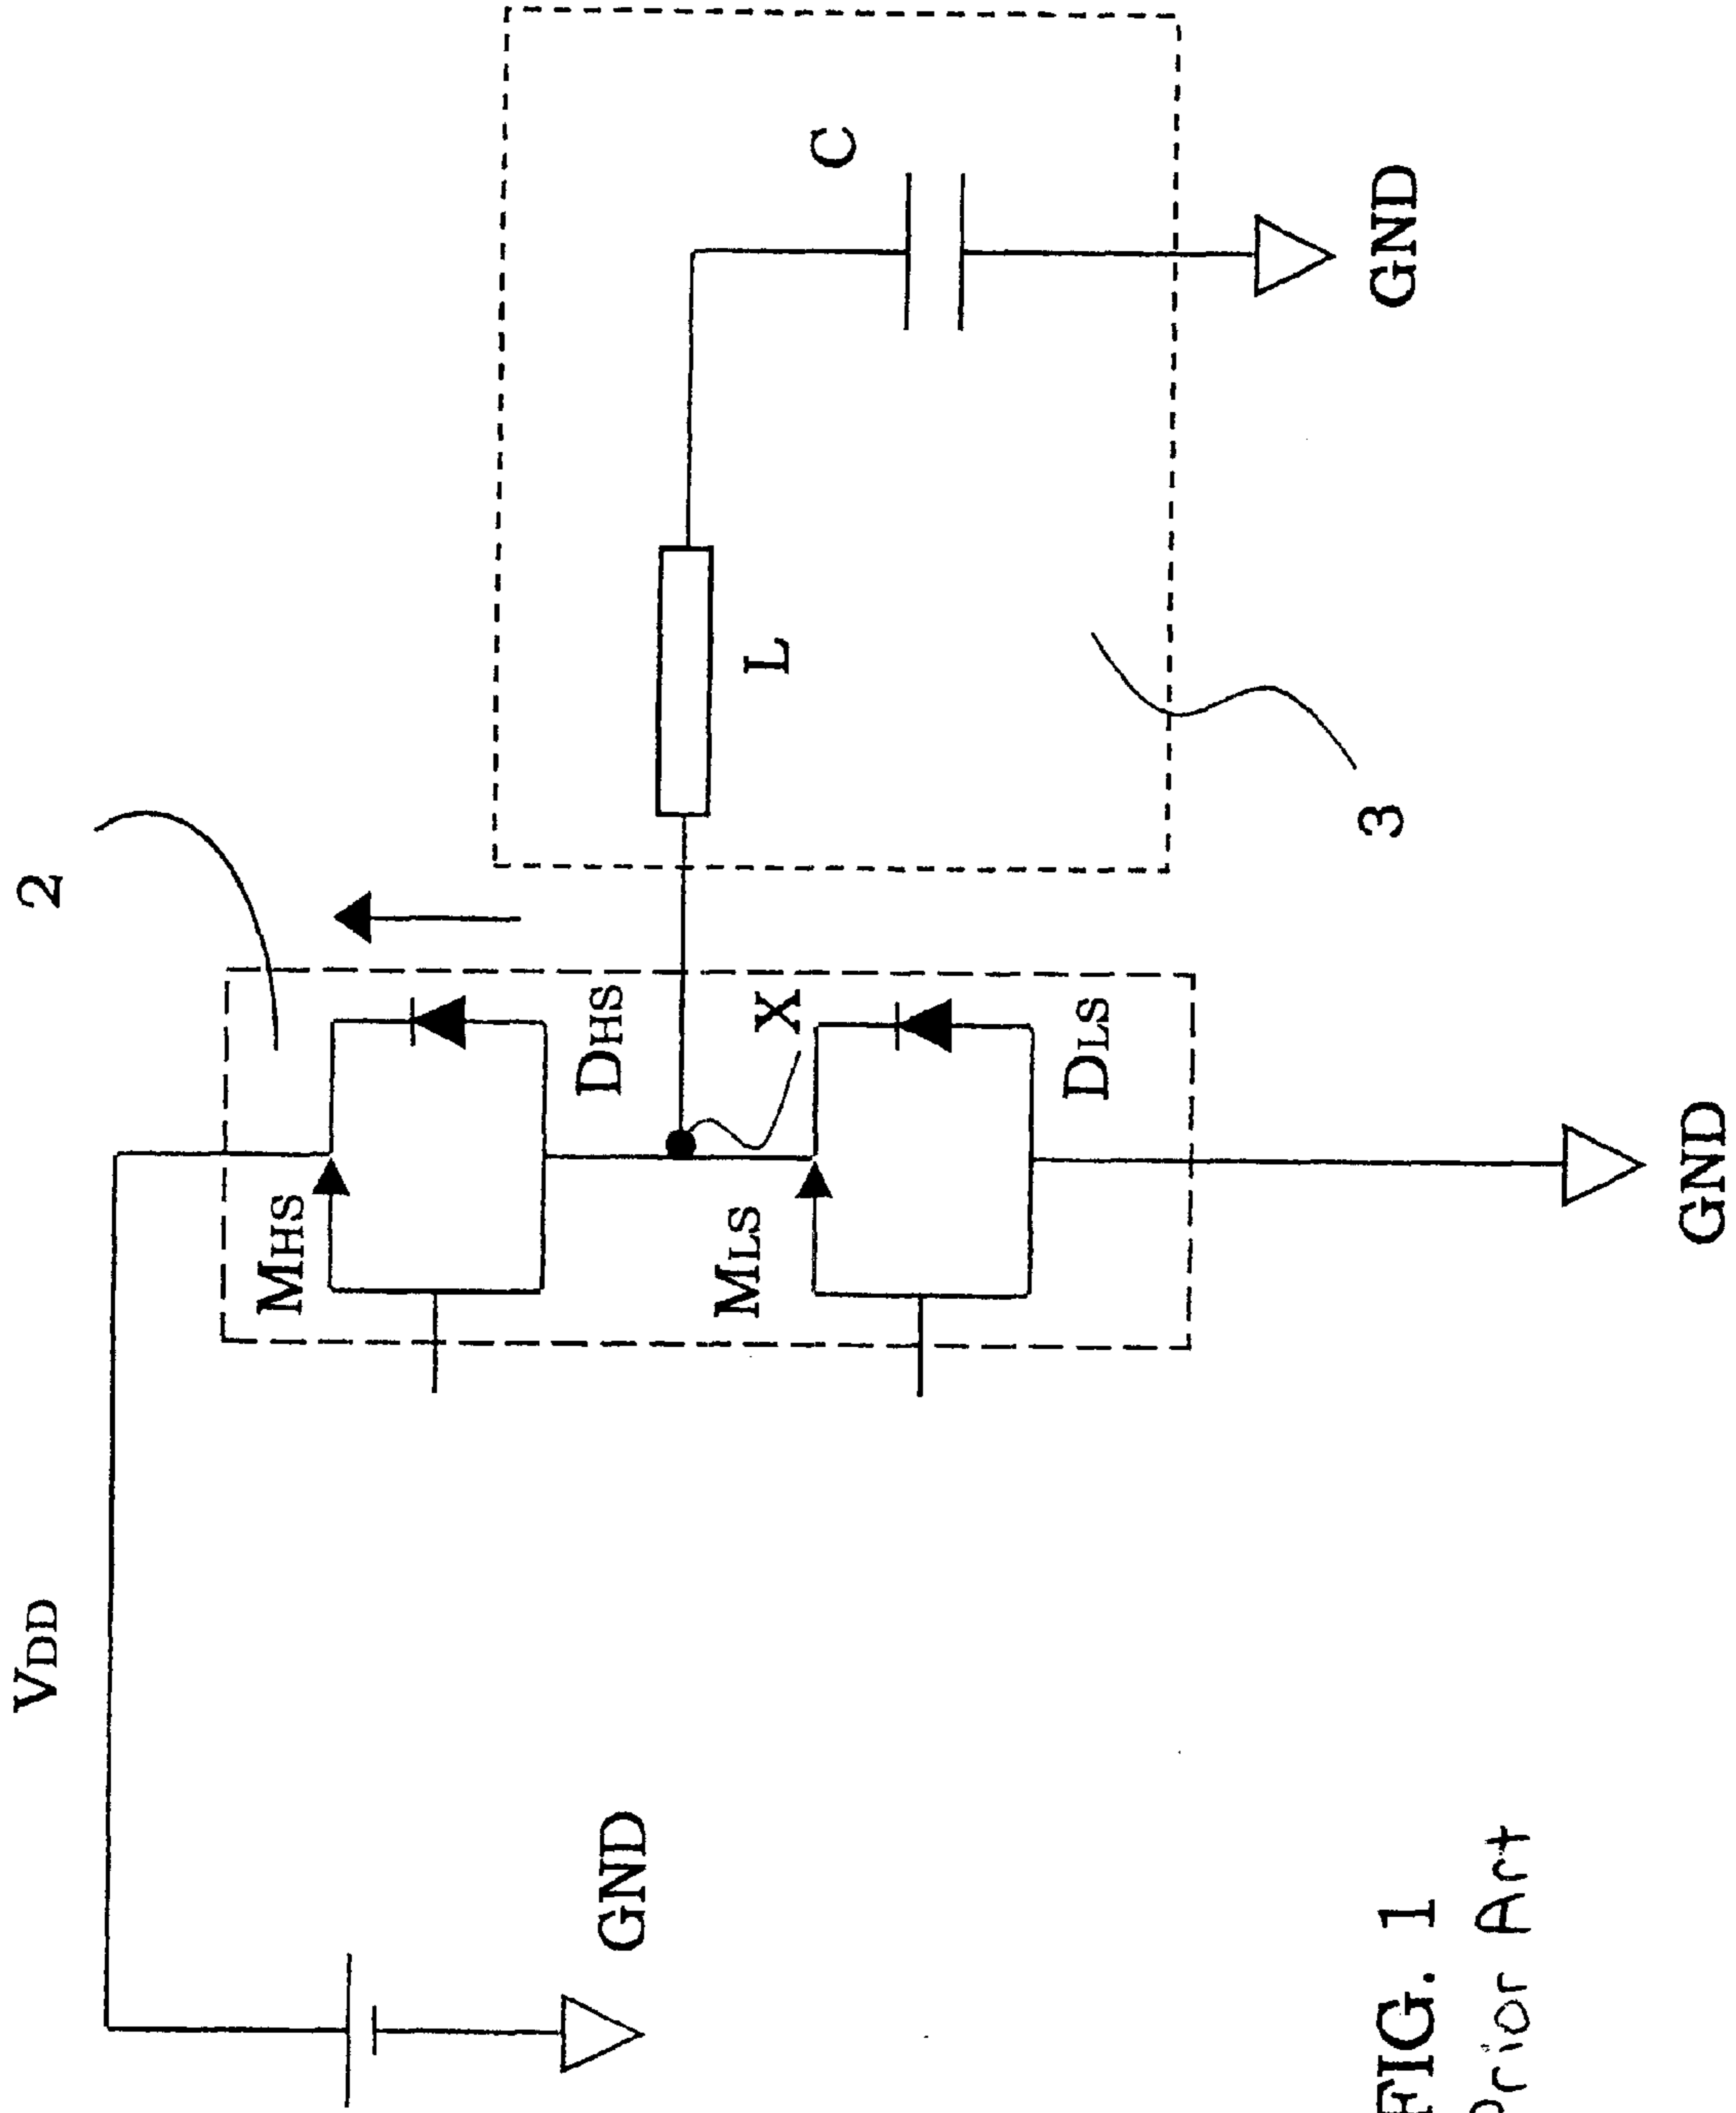 VDD
2
MHS
DHS
X
MLS
DLS
L
C
3
GND
GND
GND
FIG. 1
Prior Art